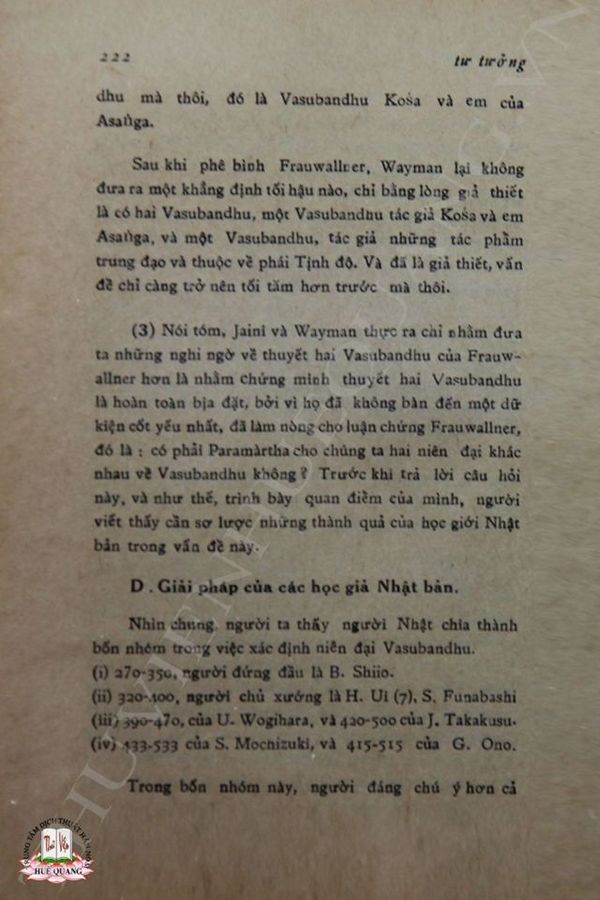 222
tư tưởng
dhu mà thôi, đó là Vasubandhu Kośa và em của
Asaṅga.
Sau khi phê bình Frauwallner, Wayman lại không
đưa ra một khẳng định tối hậu nào, chỉ bằng lòng giả thiết
là có hai Vasubandhu, một Vasubandhu tác giả Kośa và em
Asaṅga, và một Vasubandhu, tác giả những tác phẩm
trung đạo và thuộc về phái Tịnh độ. Và đã là giả thiết, vấn
đề chỉ càng trở nên tối tăm hơn trước mà thôi.
(3) Nói tóm, Jaini và Wayman thực ra chỉ nhằm đưa
ta những nghi ngờ về thuyết hai Vasubandhu của Frauw-
allner hơn là nhằm chứng minh thuyết hai Vasubandhu
là hoàn toàn bịa đặt, bởi vì họ đã không bàn đến một dữ
kiện cốt yếu nhất, đã làm nòng cho luận chứng Frauwallner,
đó là : có phải Paramàrtha cho chúng ta hai niên đại khác
nhau về Vasubandhu không? Trước khi trả lời câu hỏi
này, và như thế, trình bày quan điểm của mình, người
viết thấy cần sơ lược những thành quả của học giới Nhật
bản trong vấn đề này.
D. Giải pháp của các học giả Nhật bản.
Nhìn chung, người ta thấy người Nhật chia thành
bốn nhóm trong việc xác định niên đại Vasubandhu.
(i) 270-350, người đứng đầu là B. Shiio.
(ii) 320-400, người chủ xướng là H. Ui (7), S. Funabashi
(iii) 390-470, của U. Wogihara, và 420-500 của J. Takakusu.
(iv) 433-533 của S. Mochizuki, và 415-515 của G. Ono.
Trong bốn nhóm này, người đáng chú ý hơn cả
TRUNG TÂM DỊCH THUẬT HÁN NÔM
HUỆ QUANG